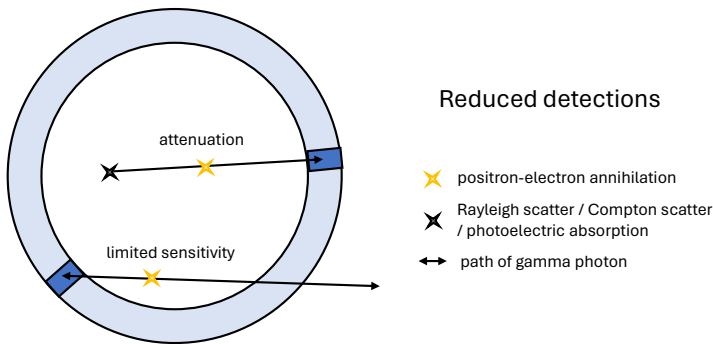 Reduced detections
attenuation
limited sensitivity
positron-electron annihilation
Rayleigh scatter / Compton scatter
/ photoelectric absorption
path of gamma photon